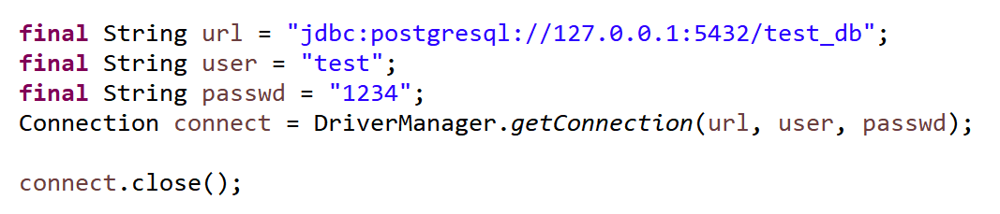 final String url = "jdbc:postgresql://127.0.0.1:5432/test_db";
final String user = "test";
final String passwd = "1234";
Connection connect = DriverManager.getConnection(url, user, passwd);
connect.close();